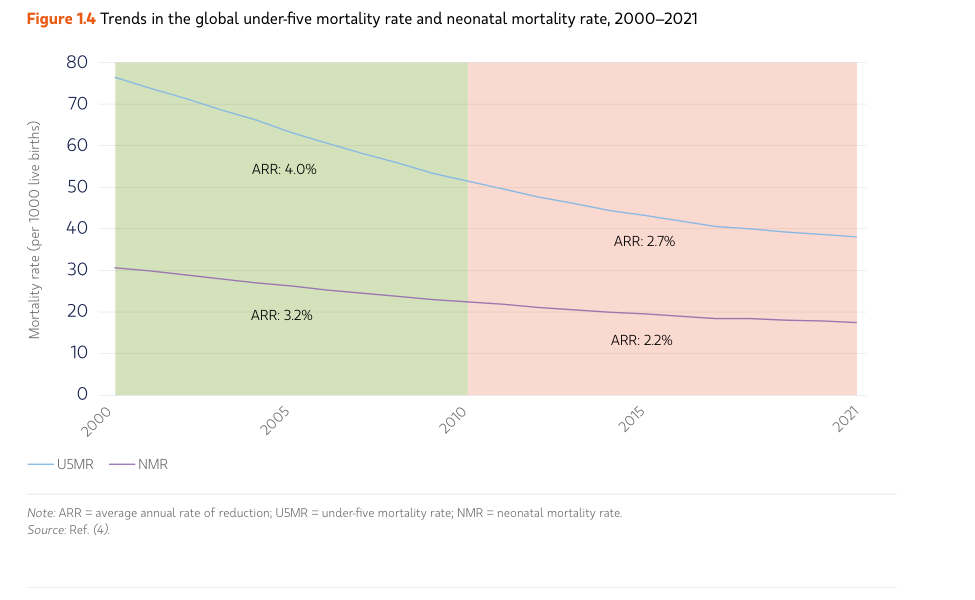 Figure 1.4 Trends in the global under-five mortality rate and neonatal mortality rate, 2000–2021
Mortality rate (per 1000 live births)
80
70
60
50
40
30
20
10
0
ARR: 4.0%
ARR: 2.7%
ARR: 3.2%
ARR: 2.2%
2000
2005
2010
2015
2021
U5MR NMR
Note: ARR = average annual rate of reduction; U5MR = under-five mortality rate; NMR = neonatal mortality rate.
Source: Ref. (4).